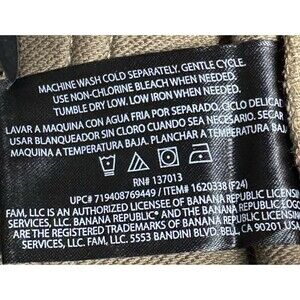 MACHINE WASH COLD SEPARATELY, GENTLE CYCLE.
USE NON-CHLORINE BLEACH WHEN NEEDED.
TUMBLE DRY LOW. LOW IRON WHEN NEEDED.
LAVAR A MAQUINA CON AGUA FRIA POR SEPARADO. CICLO DELICA
USAR BLANQUEADOR SIN CLORO CUANDO SEA NECESARIO. SECAR
MAQUINA A TEMPERATURA BAJA. PLANCHAR A TEMPERATURA BAJA
RN# 137013
UPC# 719408769449 / ITEM# 1620338 (F24)
FAM, LLC. IS AN AUTHORIZED LICENSEE OF BANANA REPUBLIC LICENS
SERVICES, LLC. BANANA REPUBLIC® AND THE BANANA REPUBLIC LOGO
ARE THE REGISTERED TRADEMARKS OF BANANA REPUBLIC LICENSI
SERVICES, LLC. FAM, LLC. 5553 BANDINI BLVD., BELL, CA 90201 USA